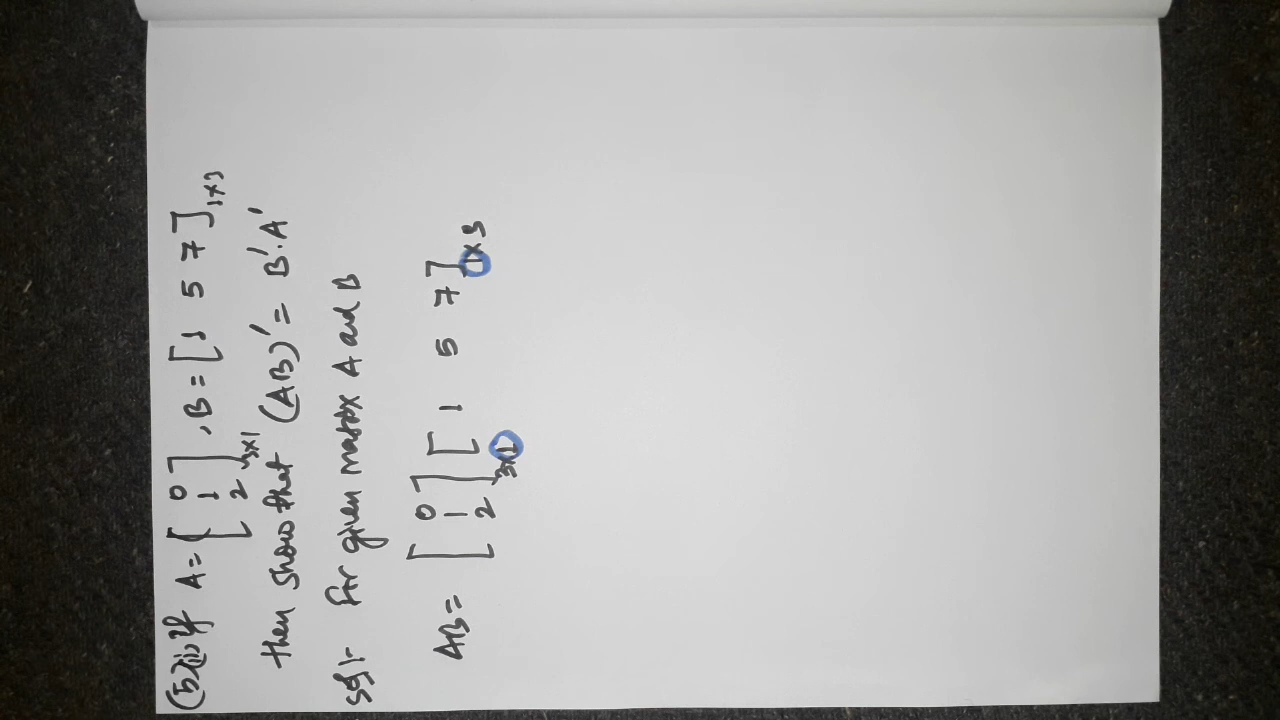 (5)(ii) If A = [ 0 1 2 ]3×1 , B = [ 1 5 7 ]1×3
then show that (AB)' = B'.A'
Sol:- for given matrix A and B
AB = [ 0 1 2 ]3×1 [ 1 5 7 ]1×3